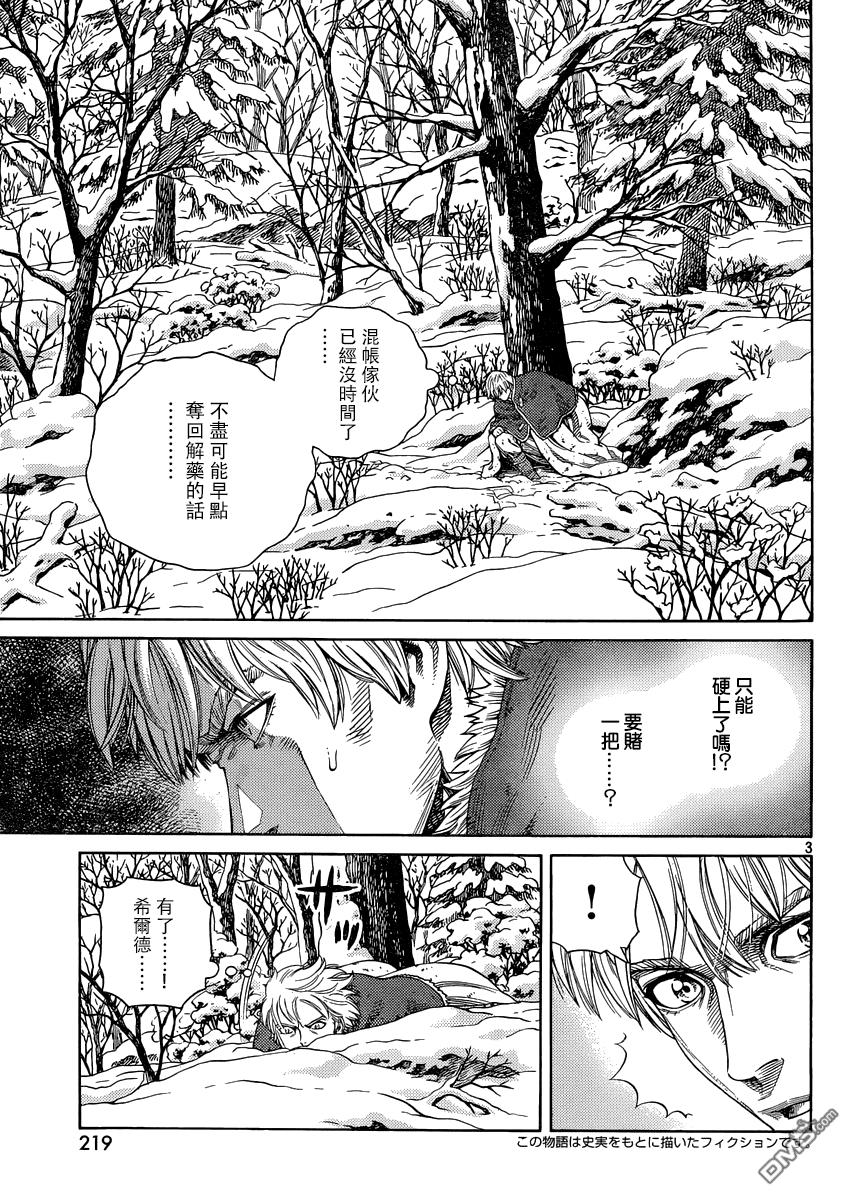 混帳傢伙
已經沒時間了
……
不盡可能早點
奪回解藥的話
…………
只能
硬上了嗎!?
要賭
一把……?
3
!
ザッ
有了……!
希爾德
……
219
この物語は史実をもとに描いたフィクションです。
DM5.COM